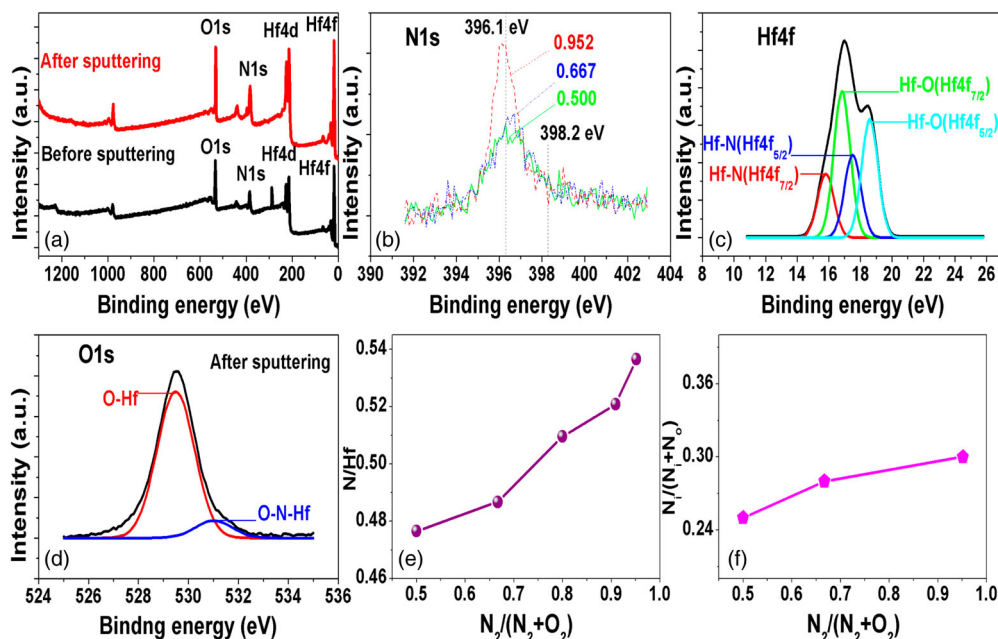 Intensity (a.u.)
O1s
Hf4d
Hf4f
After sputtering
N1s
Before sputtering
O1s
Hf4d
N1s
Hf4f
(a)
1200 1000 800 600 400 200 0
Binding energy (eV)
Intensity (a.u.)
N1s
396.1 eV
0.952
0.667
0.500
398.2 eV
(b)
390 392 394 396 398 400 402 404
Binding energy (eV)
Intensity (a.u.)
Hf4f
Hf-O(Hf4f7/2)
Hf-O(Hf4f5/2)
Hf-N(Hf4f5/2)
Hf-N(Hf4f7/2)
(c)
8 10 12 14 16 18 20 22 24 26
Binding energy (eV)
Intensity (a.u.)
O1s
After sputtering
O-Hf
O-N-Hf
(d)
524 526 528 530 532 534 536
Bindng energy (eV)
N/Hf
0.54
0.52
0.50
0.48
0.46
(e)
0.5 0.6 0.7 0.8 0.9 1.0
N2/(N2+O2)
Ni/(Ni+No)
0.36
0.30
0.24
(f)
0.5 0.6 0.7 0.8 0.9 1.0
N2/(N2+O2)